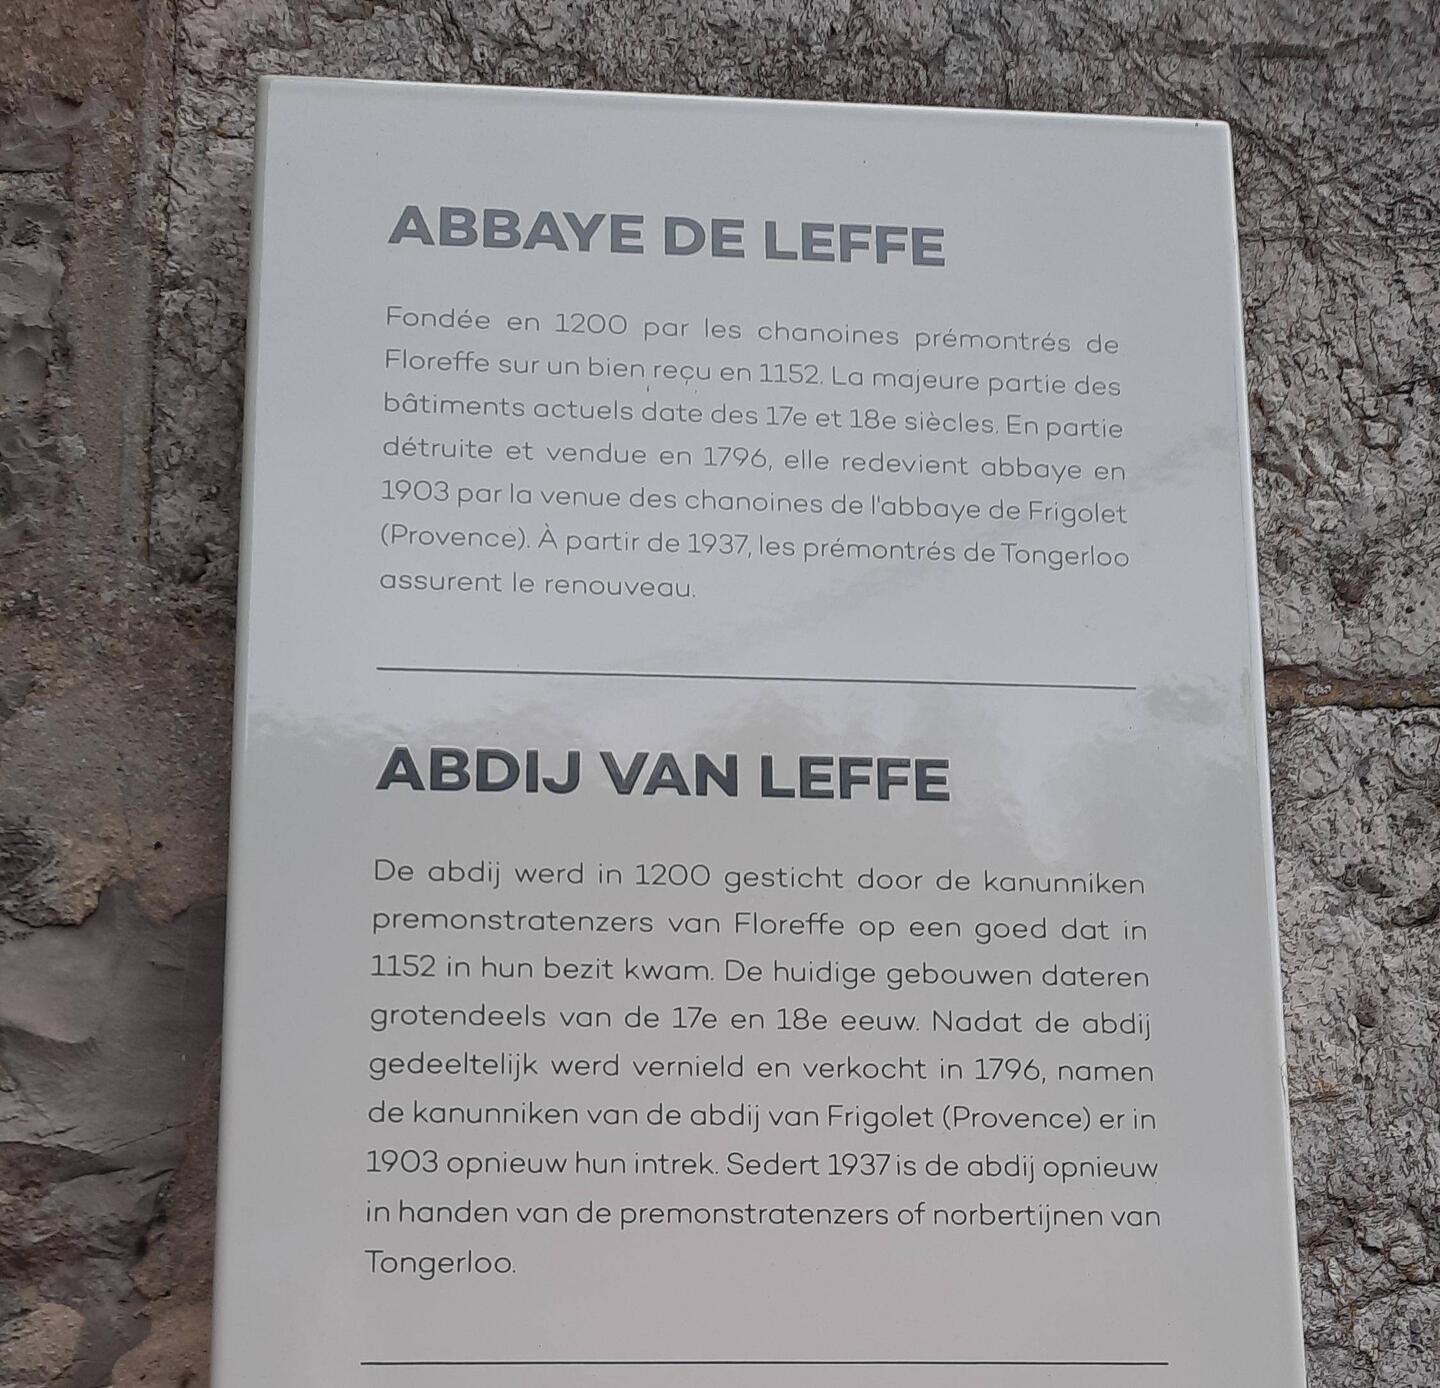 ABBAYE DE LEFFE
Fondée en 1200 par les chanoines prémontrés de
Floreffe sur un bien reçu en 1152. La majeure partie des
bâtiments actuels date des 17e et 18e siècles. En partie
détruite et vendue en 1796, elle redevient abbaye en
1903 par la venue des chanoines de l'abbaye de Frigolet
(Provence). À partir de 1937, les prémontrés de Tongerloo
assurent le renouveau.
ABDIJ VAN LEFFE
De abdij werd in 1200 gesticht door de kanunniken
premonstratenzers van Floreffe op een goed dat in
1152 in hun bezit kwam. De huidige gebouwen dateren
grotendeels van de 17e en 18e eeuw. Nadat de abdij
gedeeltelijk werd vernield en verkocht in 1796, namen
de kanunniken van de abdij van Frigolet (Provence) er in
1903 opnieuw hun intrek. Sedert 1937 is de abdij opnieuw
in handen van de premonstratenzers of norbertijnen van
Tongerloo.